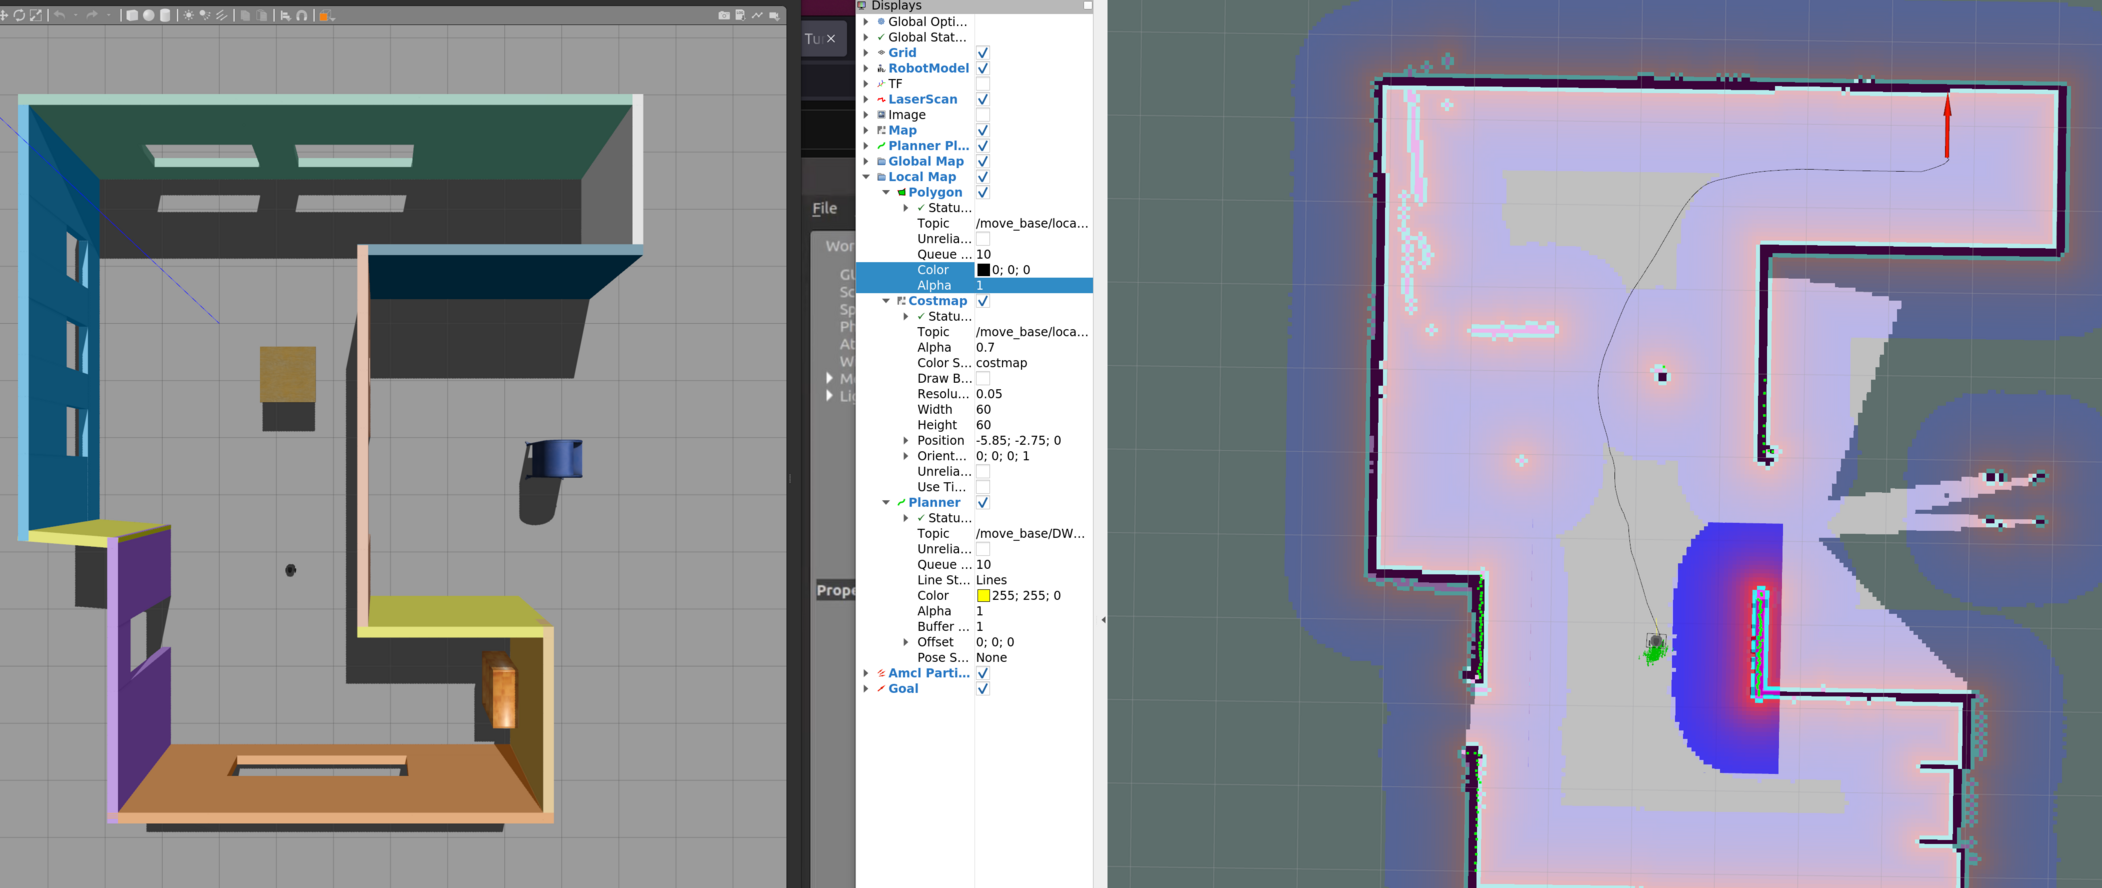 Tu
File
Wor
GU
Sc
Sp
Ph
At
W
M
Li
Prope
Displays
Global Opti...
Global Stat...
Grid
RobotModel
TF
LaserScan
Image
Map
Planner Pl...
Global Map
Local Map
Polygon
Statu...
Topic /move_base/loca...
Unrelia...
Queue ... 10
Color 0; 0; 0
Alpha 1
Costmap
Statu...
Topic /move_base/loca...
Alpha 0.7
Color S... costmap
Draw B...
Resolu... 0.05
Width 60
Height 60
Position -5.85; -2.75; 0
Orient... 0; 0; 0; 1
Unrelia...
Use Ti...
Planner
Statu...
Topic /move_base/DW...
Unrelia...
Queue ... 10
Line St... Lines
Color 255; 255; 0
Alpha 1
Buffer ... 1
Offset 0; 0; 0
Pose S... None
Amcl Parti...
Goal